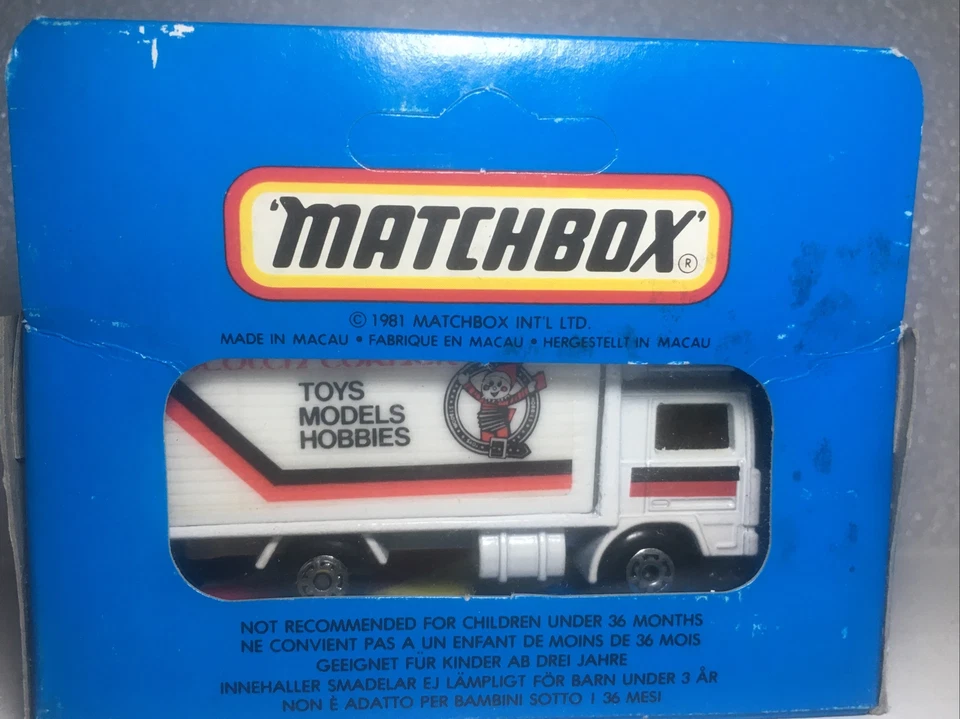 'MATCHBOX' ®
© 1981 MATCHBOX INT'L LTD.
MADE IN MACAU • FABRIQUE EN MACAU • HERGESTELLT IN MACAU
TOYS
MODELS
HOBBIES
NOT RECOMMENDED FOR CHILDREN UNDER 36 MONTHS
NE CONVIENT PAS A UN ENFANT DE MOINS DE 36 MOIS
GEEIGNET FÜR KINDER AB DREI JAHRE
INNEHALLER SMADELAR EJ LÄMPLIGT FÖR BARN UNDER 3 ÅR
NON È ADATTO PER BAMBINI SOTTO I 36 MESI